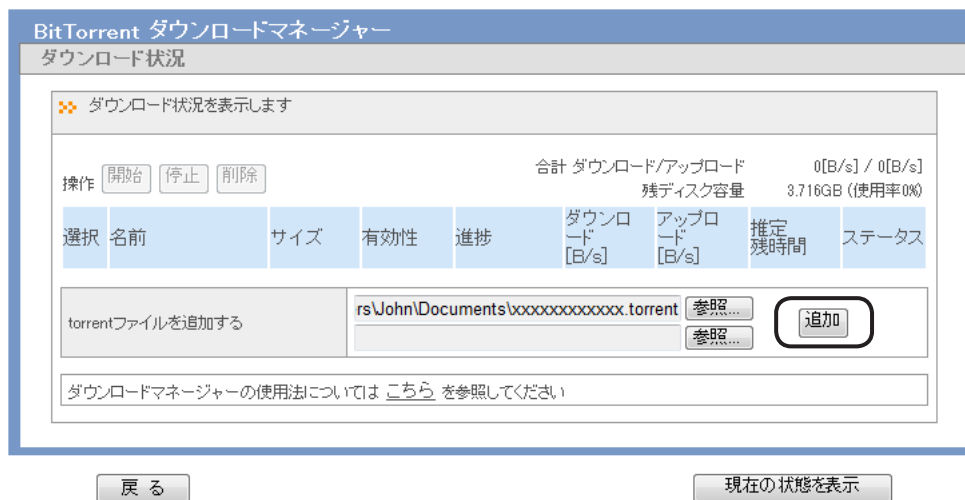 BitTorrent ダウンロードマネージャー
ダウンロード状況
ダウンロード状況を表示します
操作 開始 停止 削除
合計 ダウンロード/アップロード 0[B/s] / 0[B/s]
残ディスク容量 3.716GB (使用率0%)
選択 名前 サイズ 有効性 進捗 ダウンロード [B/s] アップロード [B/s] 推定残時間 ステータス
torrentファイルを追加する
rs\John\Documents\xxxxxxxxxxxxx.torrent 参照...
参照...
追加
ダウンロードマネージャーの使用法については こちら を参照してください
戻る 現在の状態を表示